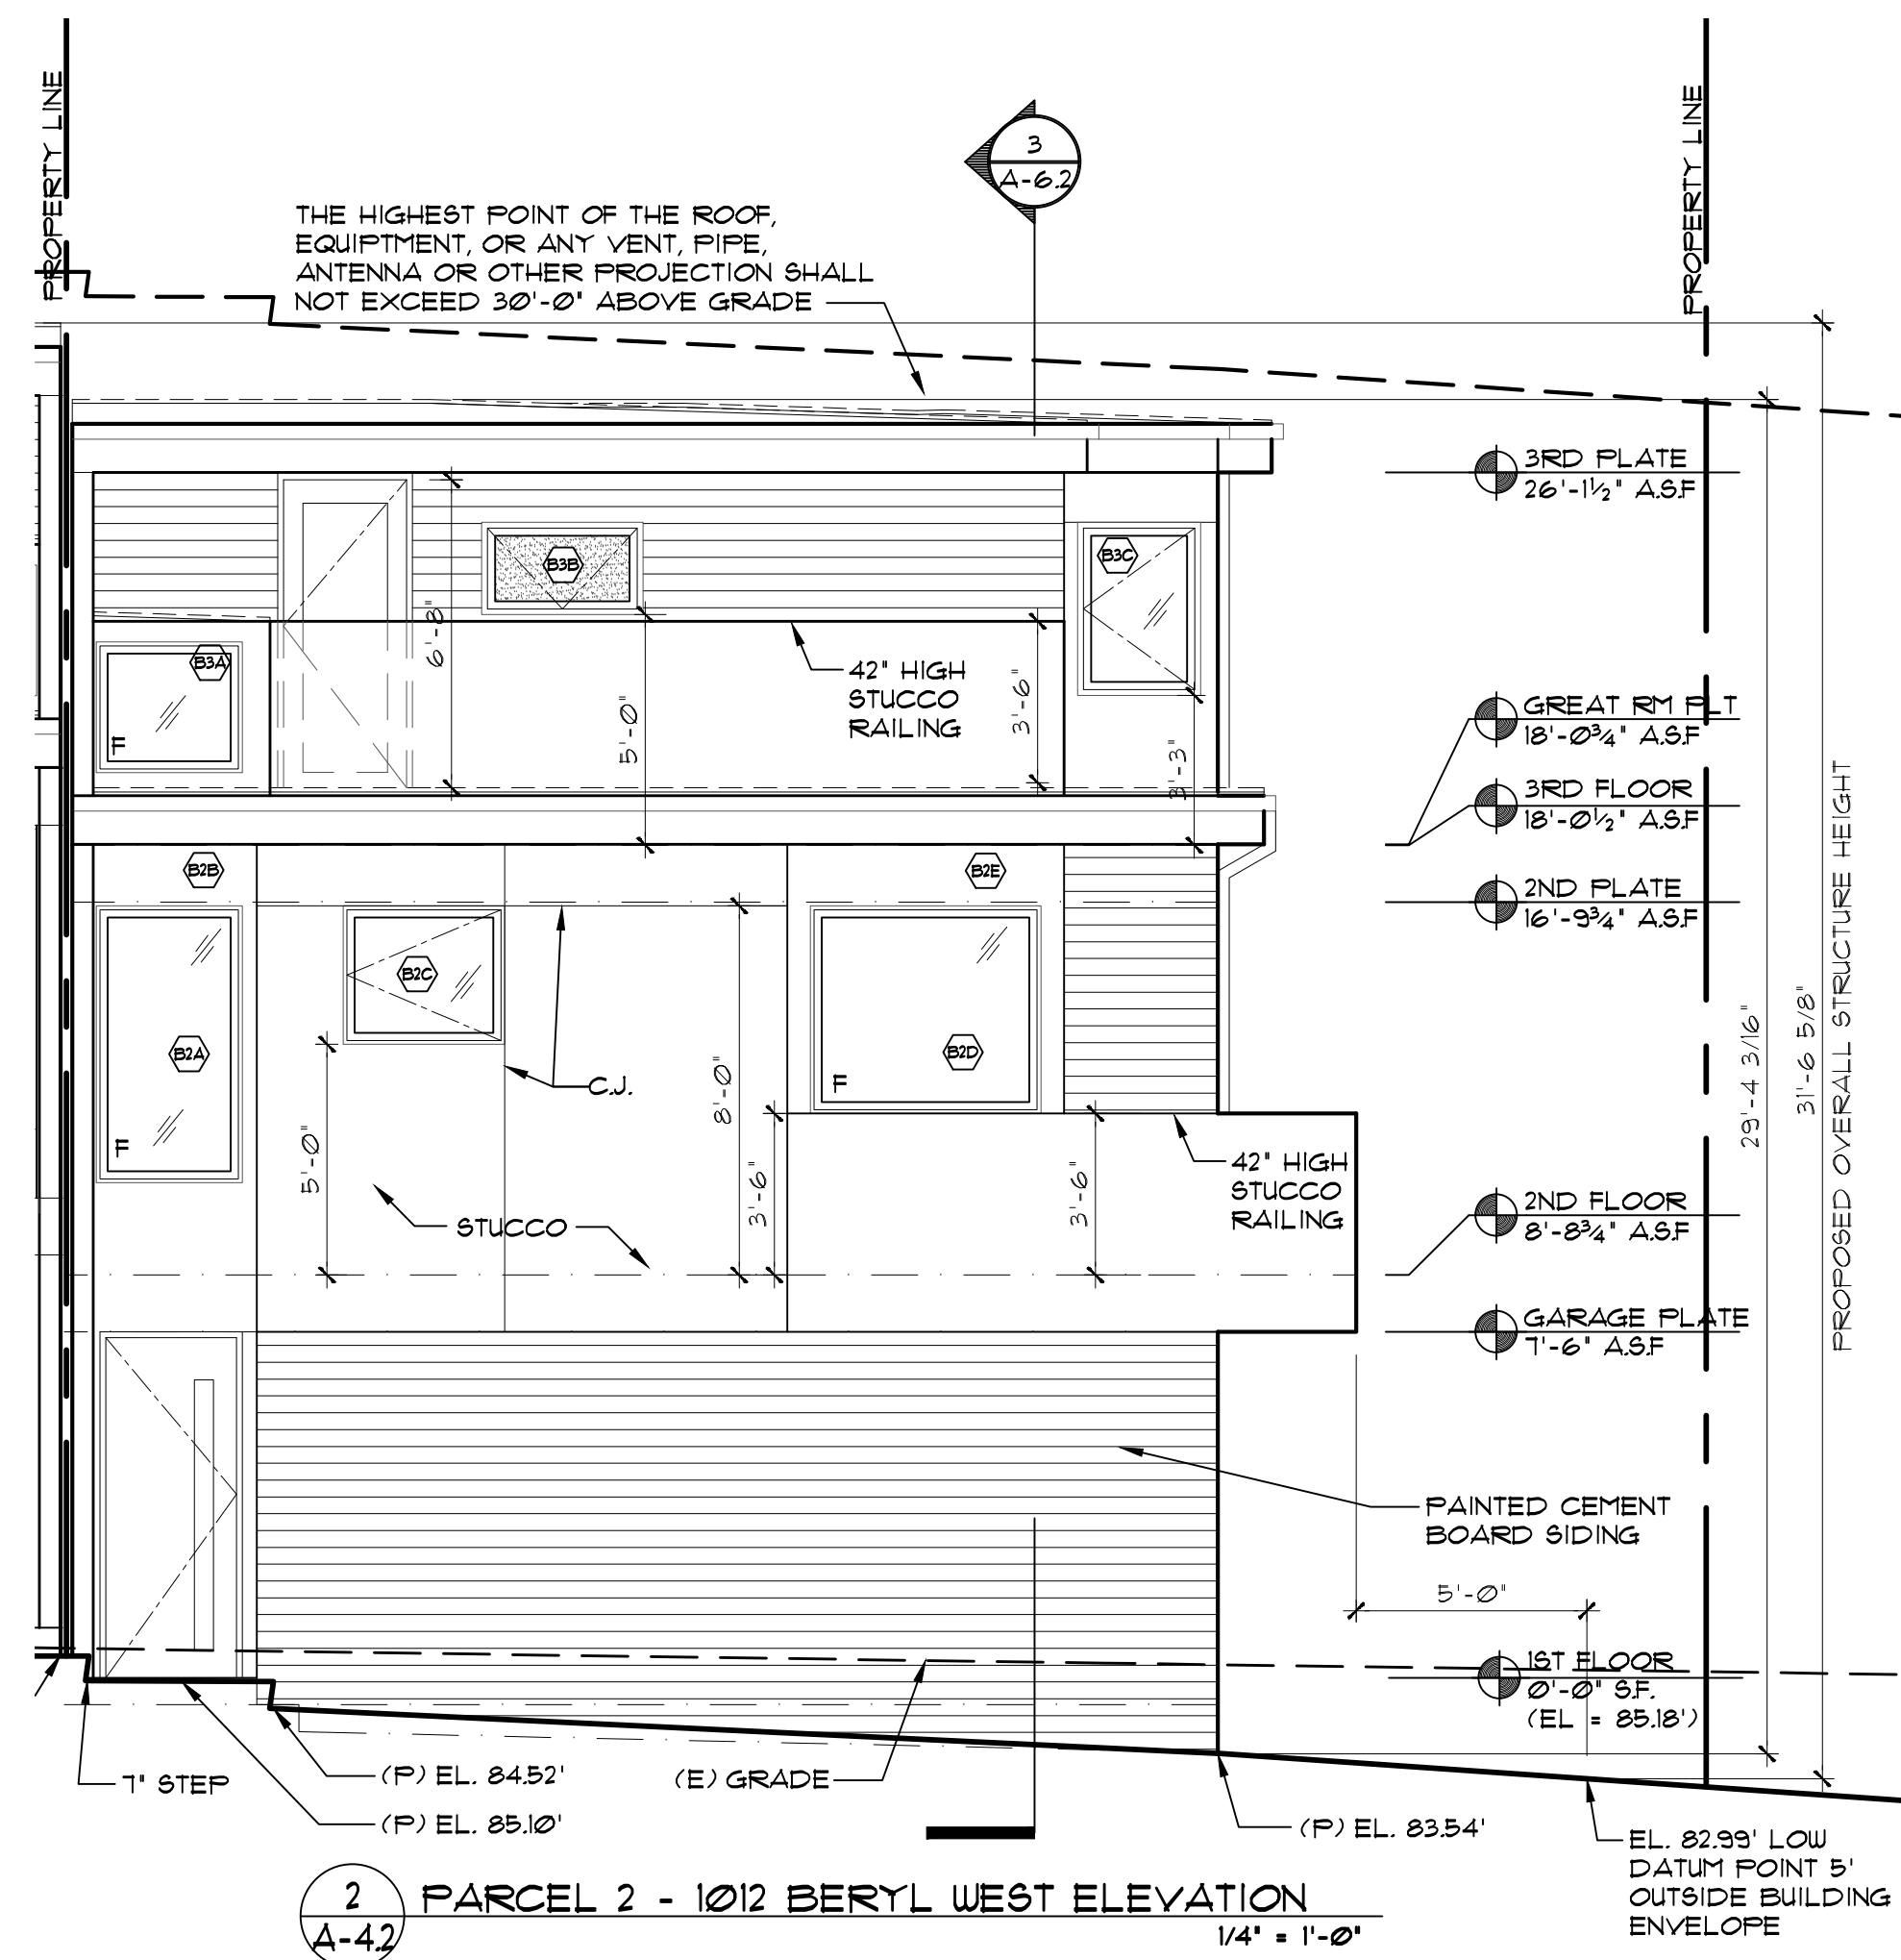 PROPERTY LINE
PROPERTY LINE
3
A-6.2
THE HIGHEST POINT OF THE ROOF,
EQUIPTMENT, OR ANY VENT, PIPE,
ANTENNA OR OTHER PROJECTION SHALL
NOT EXCEED 30'-0" ABOVE GRADE
3RD PLATE
26'-1½" A.S.F
B3B
B3C
B3A
F
6'-8"
5'-0"
42" HIGH
STUCCO
RAILING
3'-6"
3'-3"
GREAT RM PLT
18'-0¾" A.S.F
3RD FLOOR
18'-0½" A.S.F
2ND PLATE
16'-9¾" A.S.F
B2B
B2E
B2C
B2A
B2D
F
F
C.J.
8'-0"
5'-0"
3'-6"
3'-6"
STUCCO
42" HIGH
STUCCO
RAILING
29'-4 3/16"
31'-6 5/8"
PROPOSED OVERALL STRUCTURE HEIGHT
2ND FLOOR
8'-8¾" A.S.F
GARAGE PLATE
7'-6" A.S.F
PAINTED CEMENT
BOARD SIDING
5'-0"
1ST FLOOR
0'-0" S.F.
(EL = 85.18')
7" STEP
(P) EL. 84.52'
(P) EL. 85.10'
(E) GRADE
(P) EL. 83.54'
EL. 82.99' LOW
DATUM POINT 5'
OUTSIDE BUILDING
ENVELOPE
2
A-4.2
PARCEL 2 - 1012 BERYL WEST ELEVATION
1/4" = 1'-0"